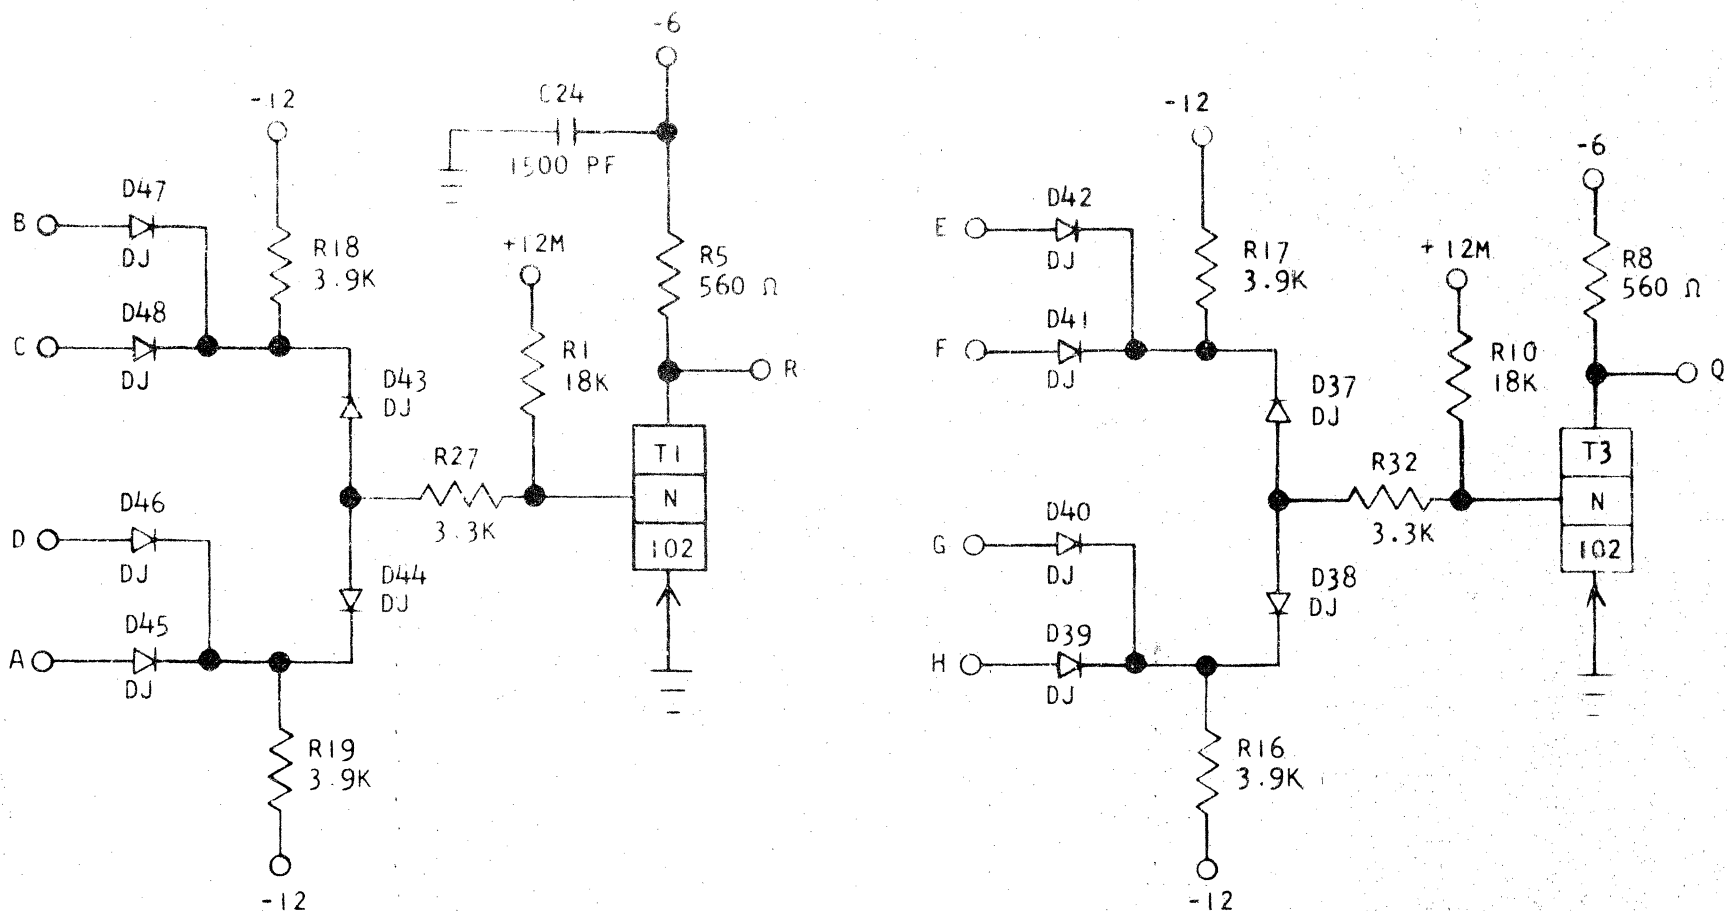 -6
C24
1500 PF
-12
D47
B
DJ
R18
3.9K
D48
C
DJ
+12M
R5
560 Ω
R1
18K
R
D43
DJ
T1
N
102
R27
3.3K
D46
D
DJ
D44
DJ
D45
A
DJ
R19
3.9K
-12
-12
-6
D42
E
DJ
R17
3.9K
D41
F
DJ
+12M
R8
560 Ω
R10
18K
Q
D37
DJ
T3
N
102
R32
3.3K
D40
G
DJ
D38
DJ
D39
H
DJ
R16
3.9K
-12